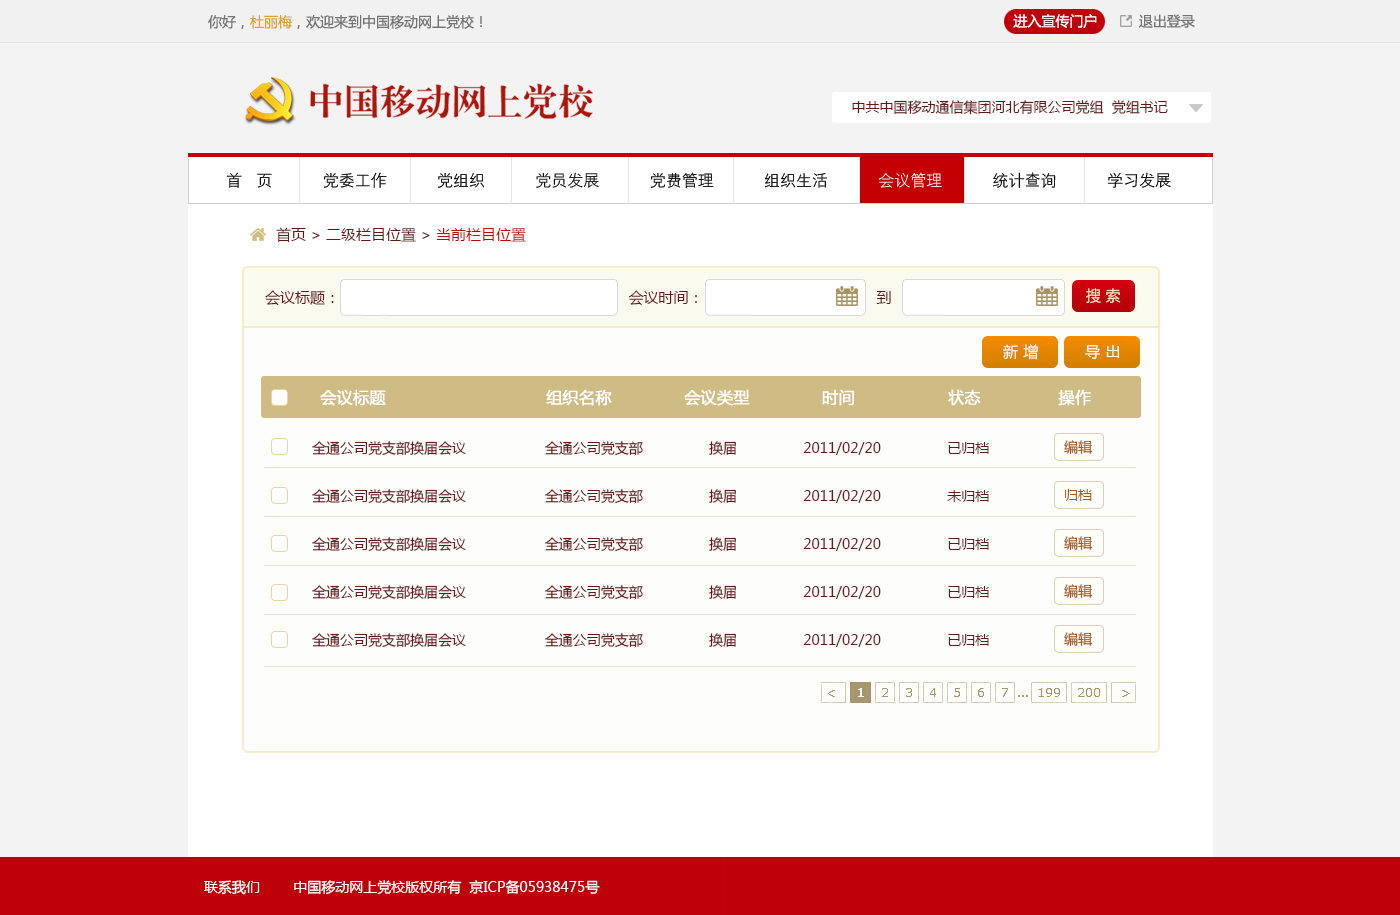 你好，杜丽梅，欢迎来到中国移动网上党校！ 进入宣传门户 退出登录
中国移动网上党校
中共中国移动通信集团河北有限公司党组 党组书记
首 页 党委工作 党组织 党员发展 党费管理 组织生活 会议管理 统计查询 学习发展
首页 > 二级栏目位置 > 当前栏目位置
会议标题： 会议时间： 到 搜 索
新 增 导 出
会议标题 组织名称 会议类型 时间 状态 操作
全通公司党支部换届会议 全通公司党支部 换届 2011/02/20 已归档 编辑
全通公司党支部换届会议 全通公司党支部 换届 2011/02/20 未归档 归档
全通公司党支部换届会议 全通公司党支部 换届 2011/02/20 已归档 编辑
全通公司党支部换届会议 全通公司党支部 换届 2011/02/20 已归档 编辑
全通公司党支部换届会议 全通公司党支部 换届 2011/02/20 已归档 编辑
< 1 2 3 4 5 6 7 ... 199 200 >
联系我们 中国移动网上党校版权所有 京ICP备05938475号